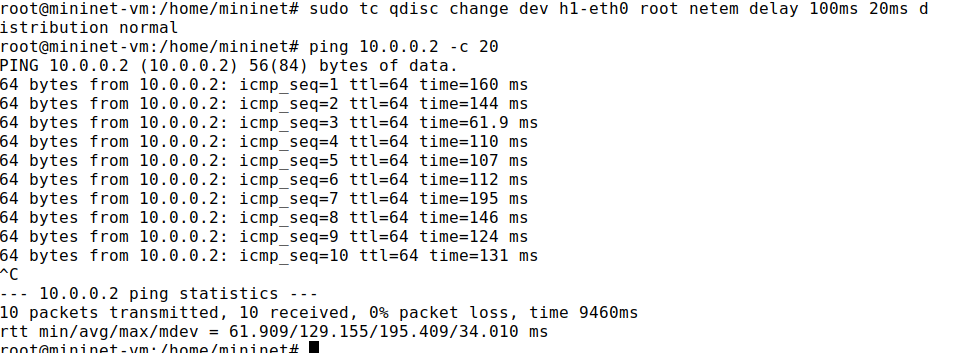 root@mininet-vm:/home/mininet# sudo tc qdisc change dev h1-eth0 root netem delay 100ms 20ms d
istribution normal
root@mininet-vm:/home/mininet# ping 10.0.0.2 -c 20
PING 10.0.0.2 (10.0.0.2) 56(84) bytes of data.
64 bytes from 10.0.0.2: icmp_seq=1 ttl=64 time=160 ms
64 bytes from 10.0.0.2: icmp_seq=2 ttl=64 time=144 ms
64 bytes from 10.0.0.2: icmp_seq=3 ttl=64 time=61.9 ms
64 bytes from 10.0.0.2: icmp_seq=4 ttl=64 time=110 ms
64 bytes from 10.0.0.2: icmp_seq=5 ttl=64 time=107 ms
64 bytes from 10.0.0.2: icmp_seq=6 ttl=64 time=112 ms
64 bytes from 10.0.0.2: icmp_seq=7 ttl=64 time=195 ms
64 bytes from 10.0.0.2: icmp_seq=8 ttl=64 time=146 ms
64 bytes from 10.0.0.2: icmp_seq=9 ttl=64 time=124 ms
64 bytes from 10.0.0.2: icmp_seq=10 ttl=64 time=131 ms
^C
--- 10.0.0.2 ping statistics ---
10 packets transmitted, 10 received, 0% packet loss, time 9460ms
rtt min/avg/max/mdev = 61.909/129.155/195.409/34.010 ms
root@mininet-vm:/home/mininet#